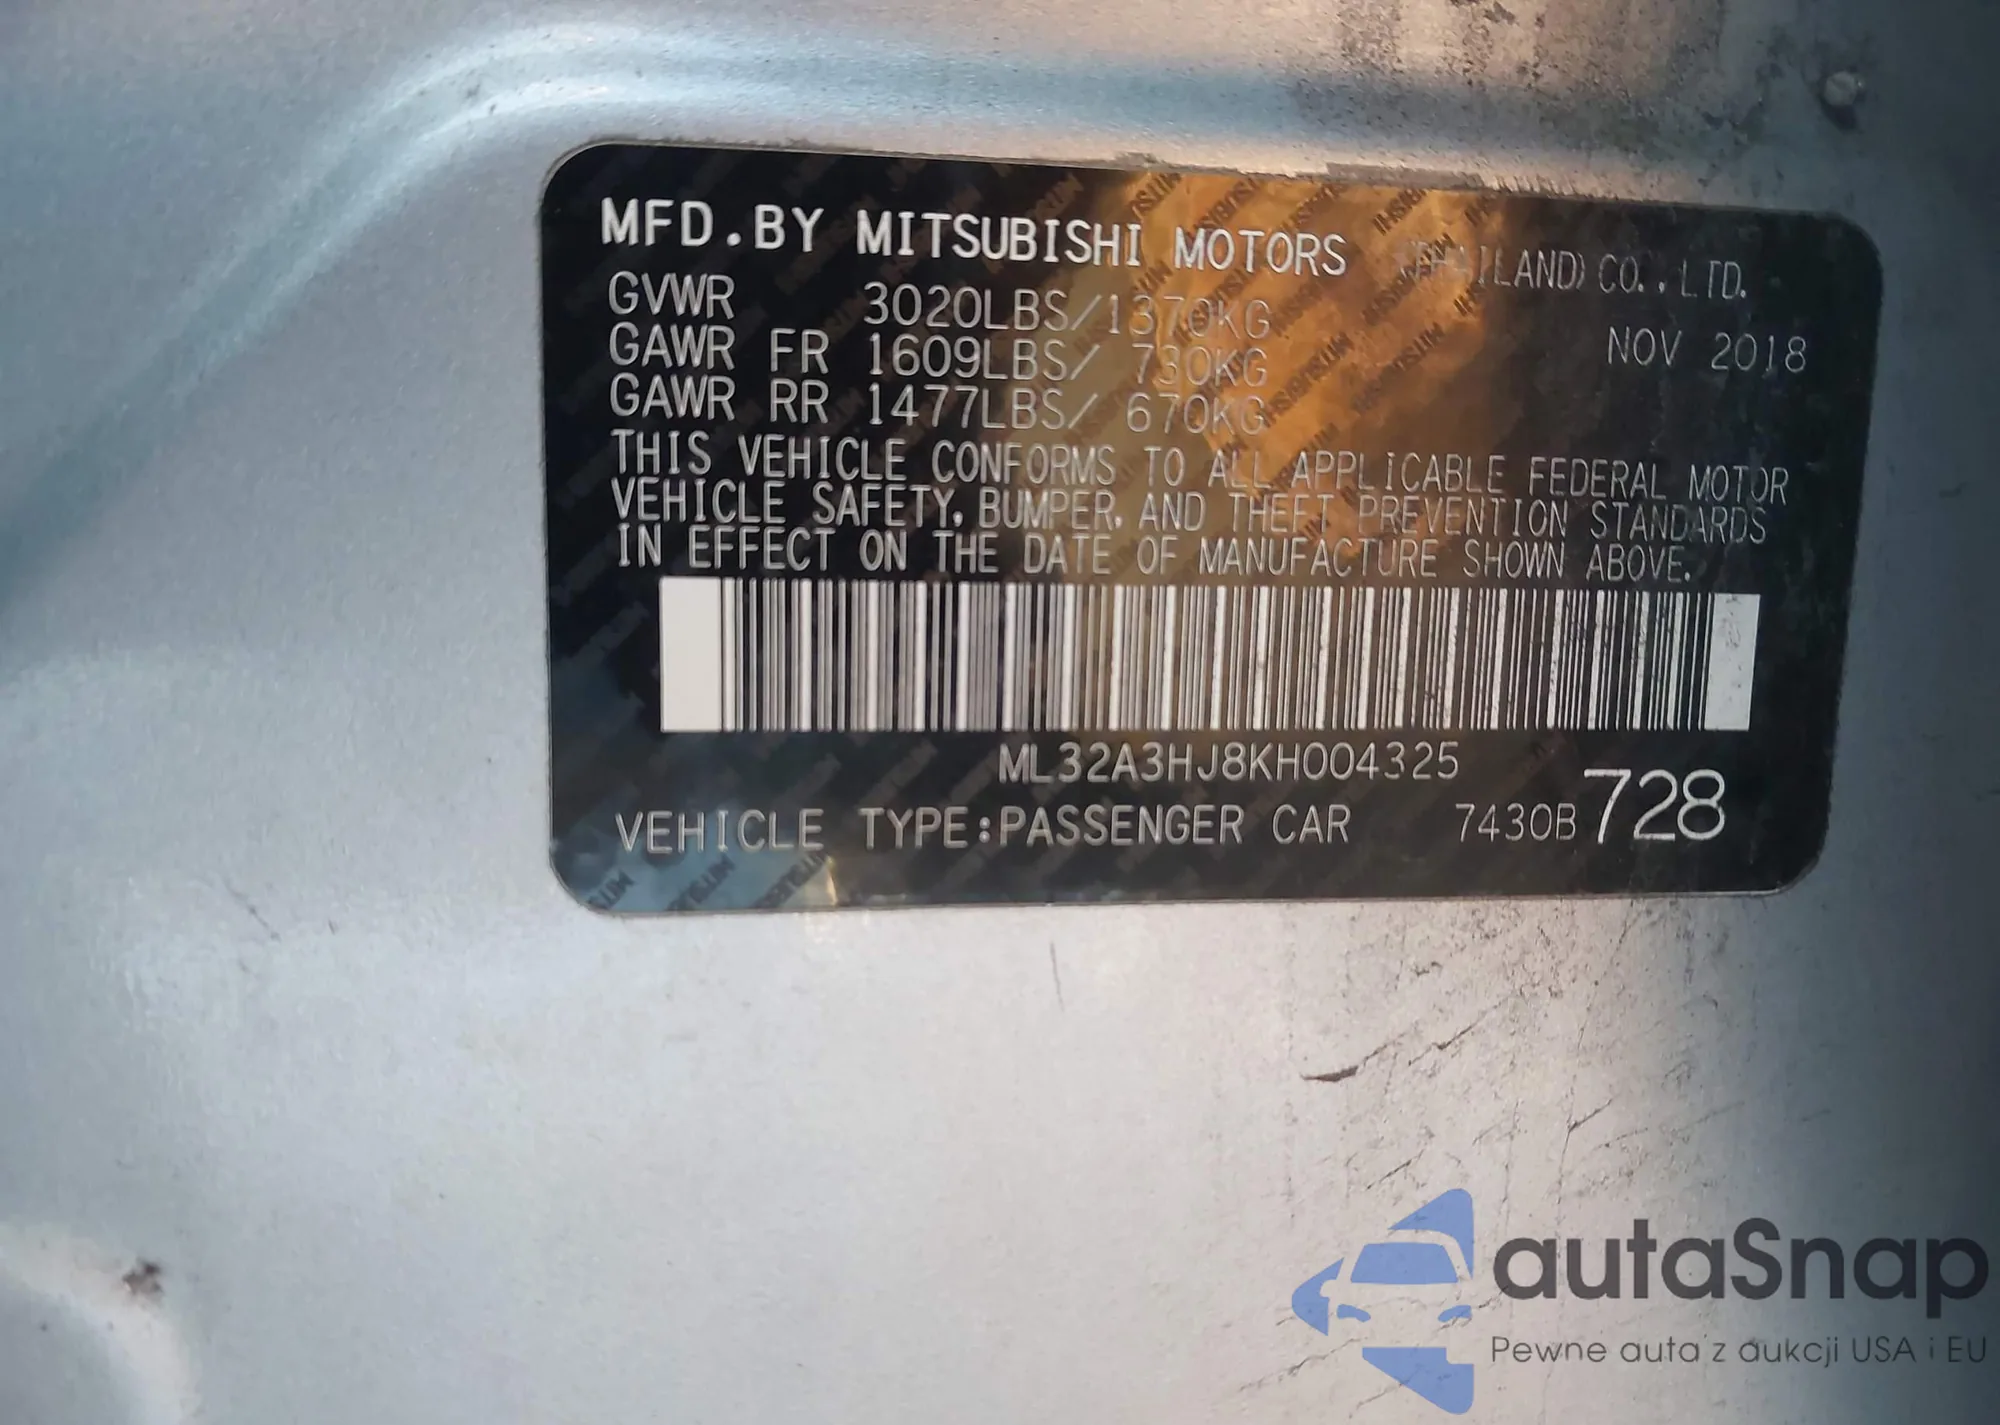 MFD.BY MITSUBISHI MOTORS (THAILAND) CO.,LTD.
GVWR 3020LBS/1370KG NOV 2018
GAWR FR 1609LBS/ 730KG
GAWR RR 1477LBS/ 670KG
THIS VEHICLE CONFORMS TO ALL APPLICABLE FEDERAL MOTOR
VEHICLE SAFETY, BUMPER, AND THEFT PREVENTION STANDARDS
IN EFFECT ON THE DATE OF MANUFACTURE SHOWN ABOVE.
ML32A3HJ8KH004325
VEHICLE TYPE:PASSENGER CAR 7430B728
autaSnap
Pewne auta z aukcji USA i EU